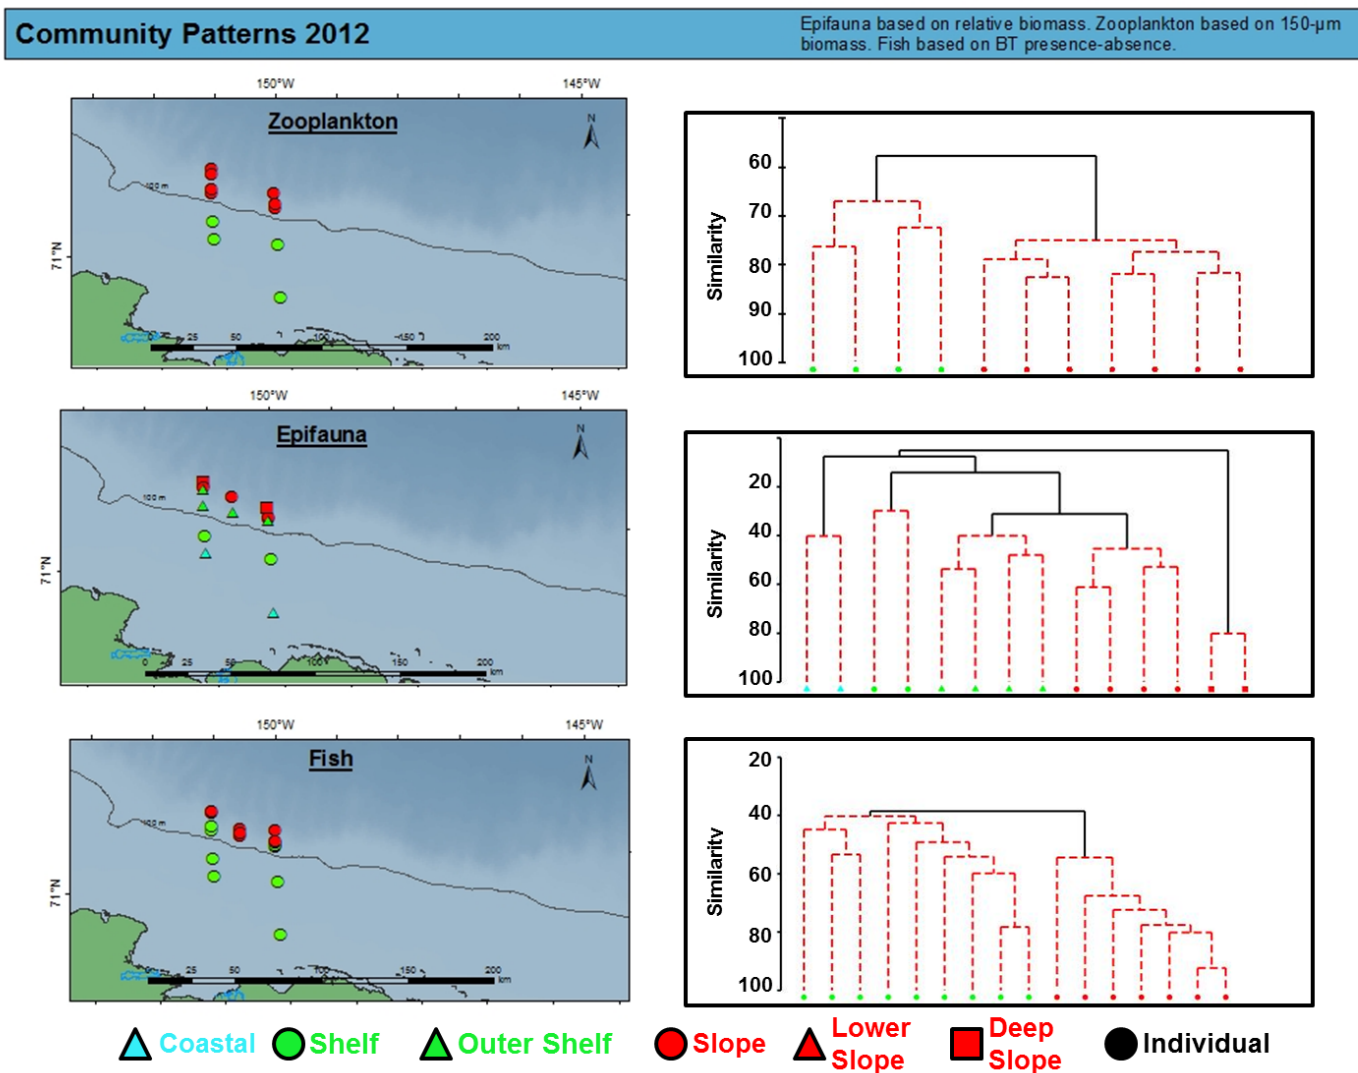 Community Patterns 2012
Epifauna based on relative biomass. Zooplankton based on 150-µm
biomass. Fish based on BT presence-absence.
150°W
145°W
Zooplankton
N
100 m
71°N
25
50
100
150
200
km
Similarity
60
70
80
90
100
150°W
145°W
Epifauna
N
100 m
71°N
0
25
50
100
150
200
km
Similarity
20
40
60
80
100
150°W
145°W
Fish
N
100 m
71°N
25
50
100
150
200
km
Similarity
20
40
60
80
100
Coastal
Shelf
Outer Shelf
Slope
Lower
Slope
Deep
Slope
Individual